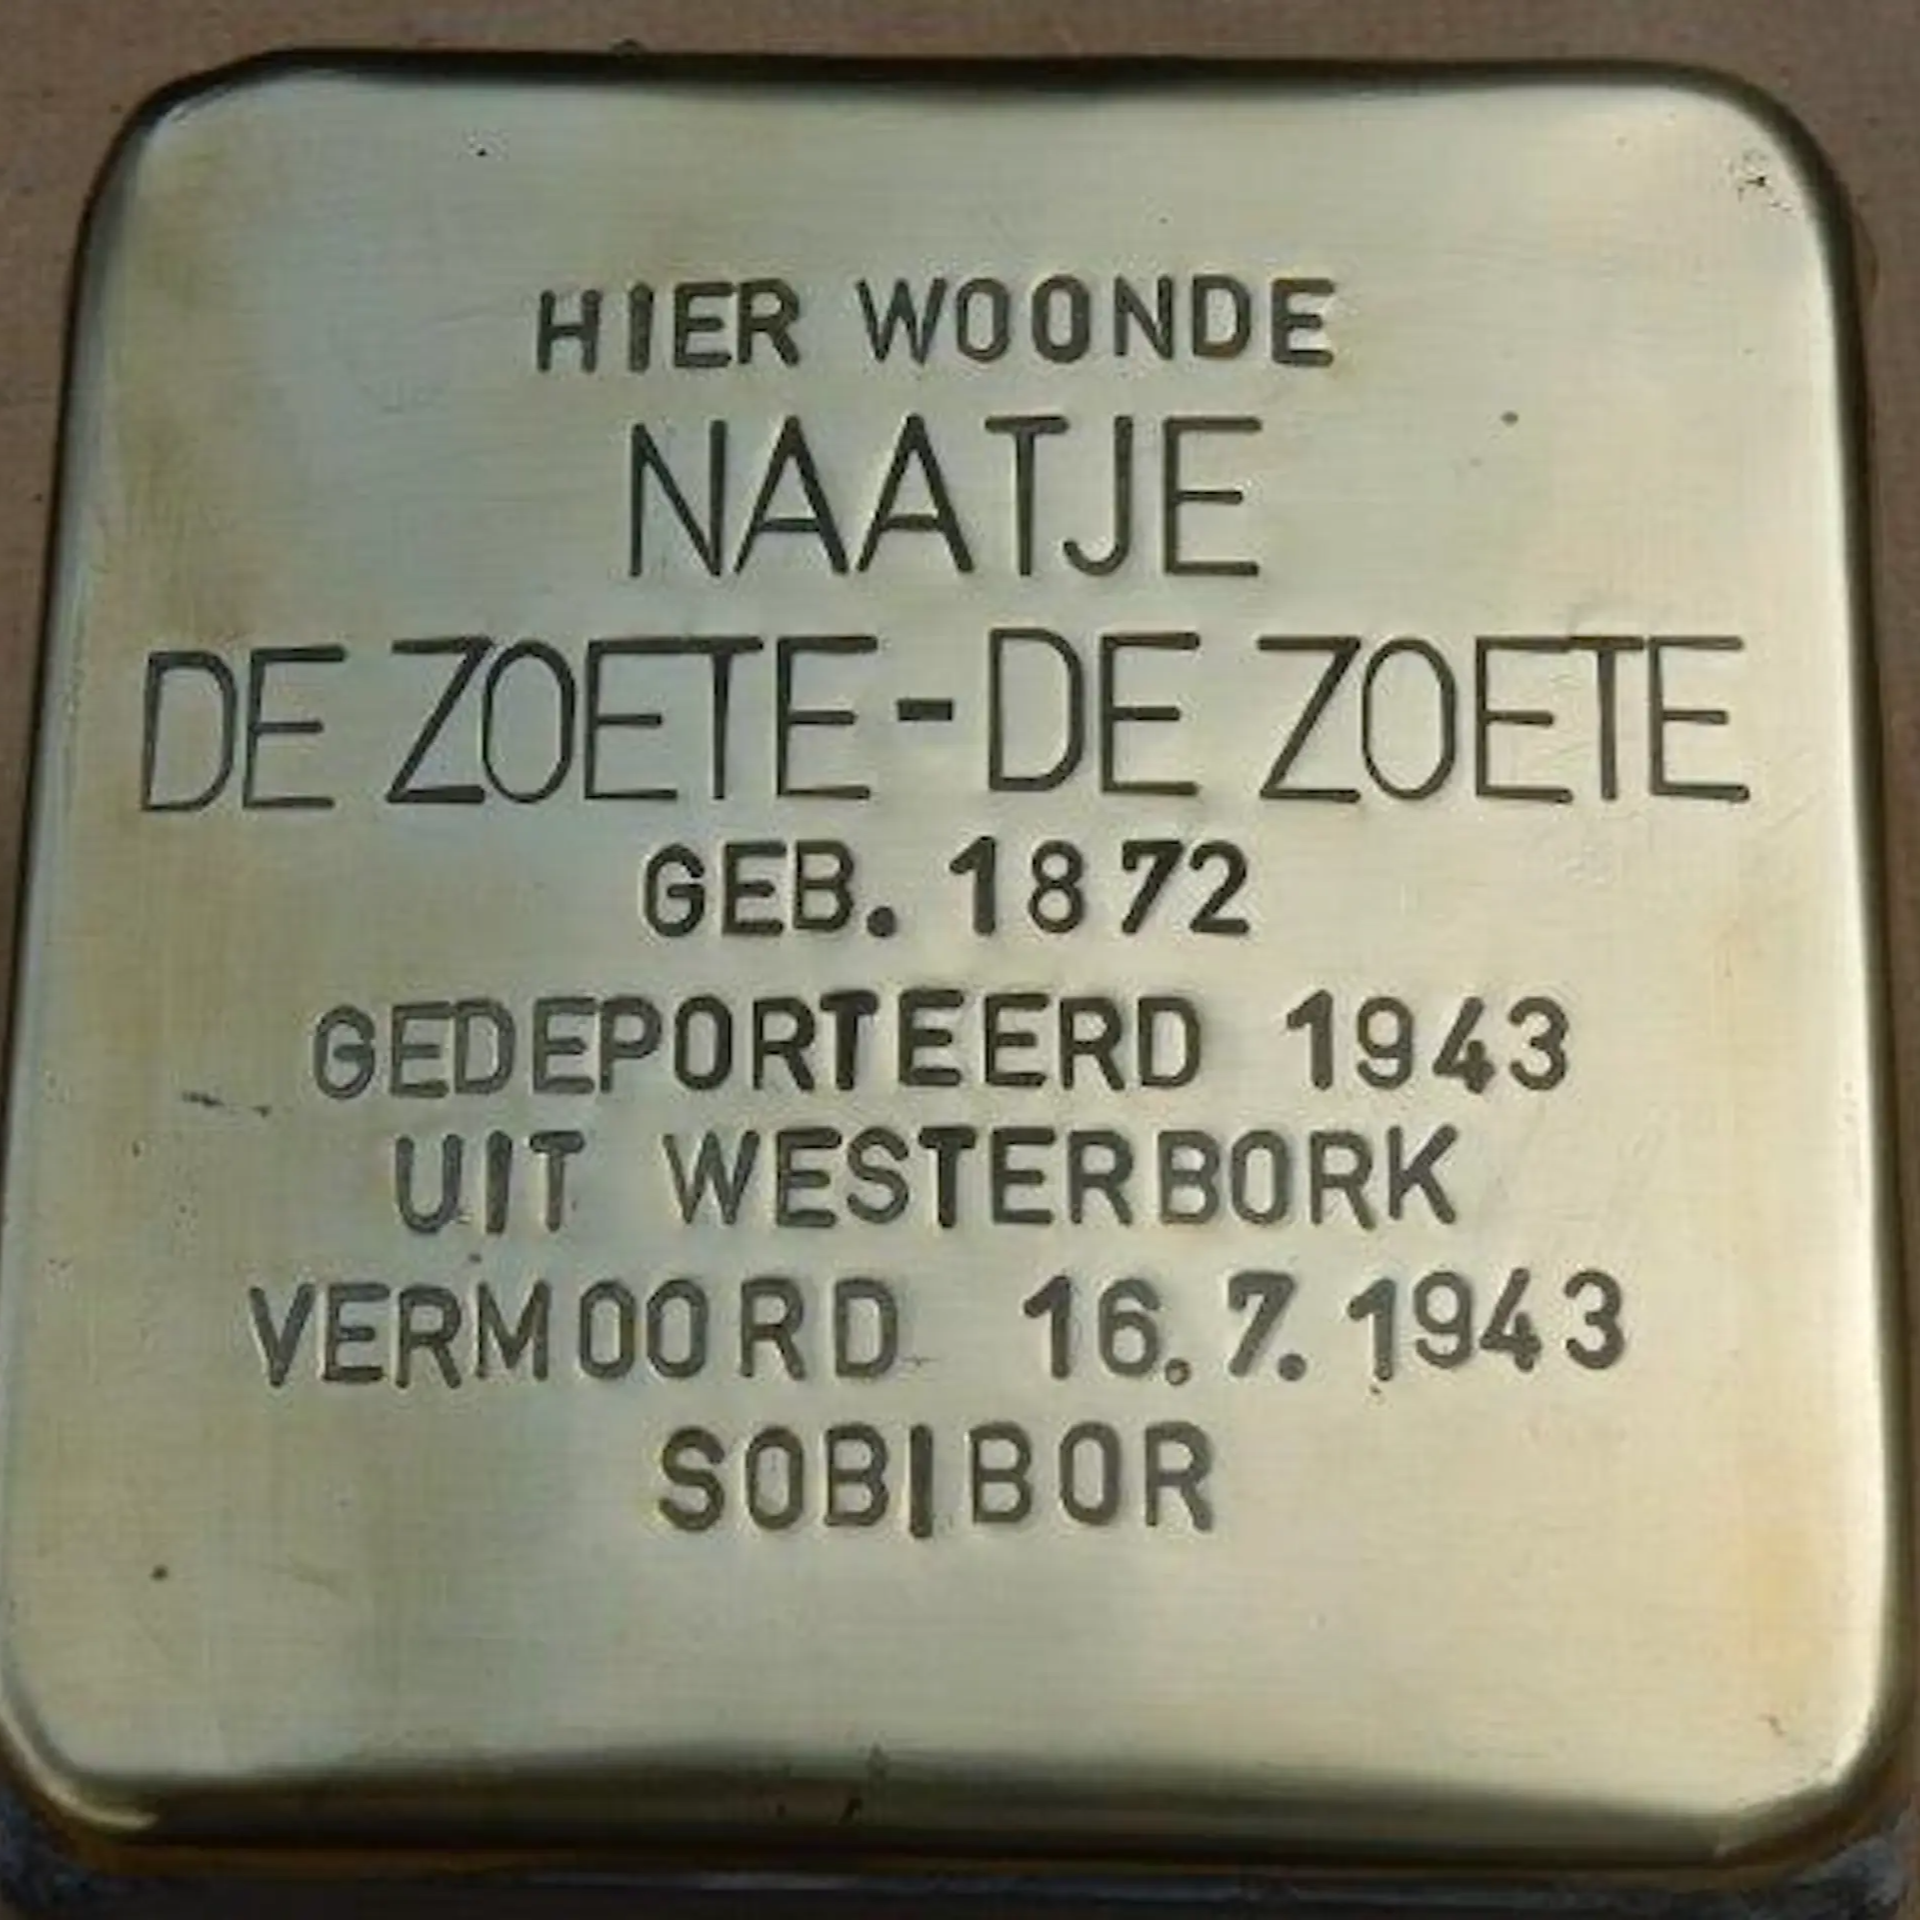 HIER WOONDE
NAATJE
DE ZOETE-DE ZOETE
GEB. 1872
GEDEPORTEERD 1943
UIT WESTERBORK
VERMOORD 16.7.1943
SOBIBOR